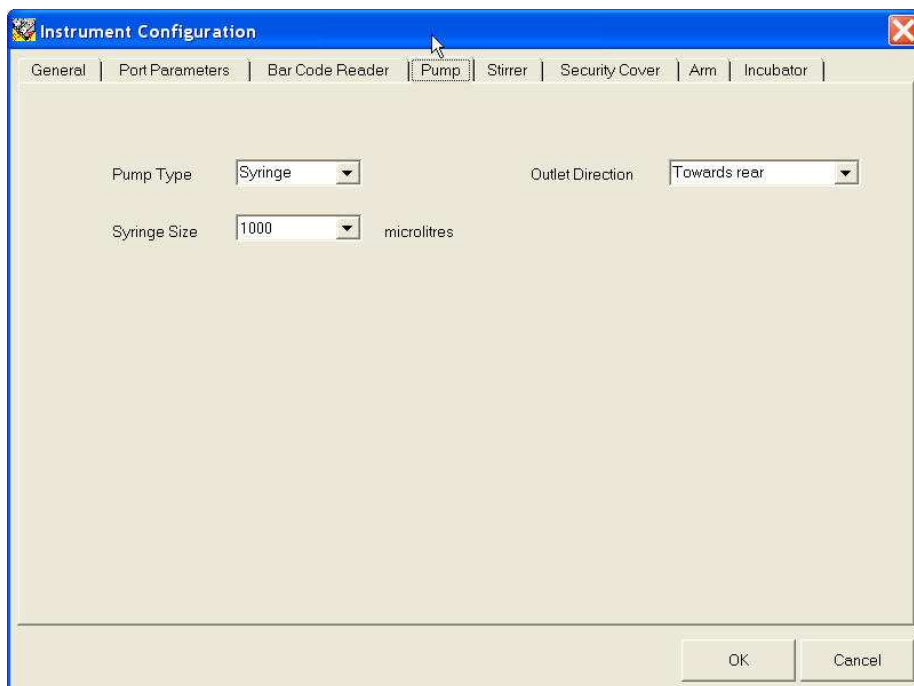 Instrument Configuration
General Port Parameters Bar Code Reader Pump Stirrer Security Cover Arm Incubator
Pump Type Syringe Outlet Direction Towards rear
Syringe Size 1000 microlitres
OK Cancel